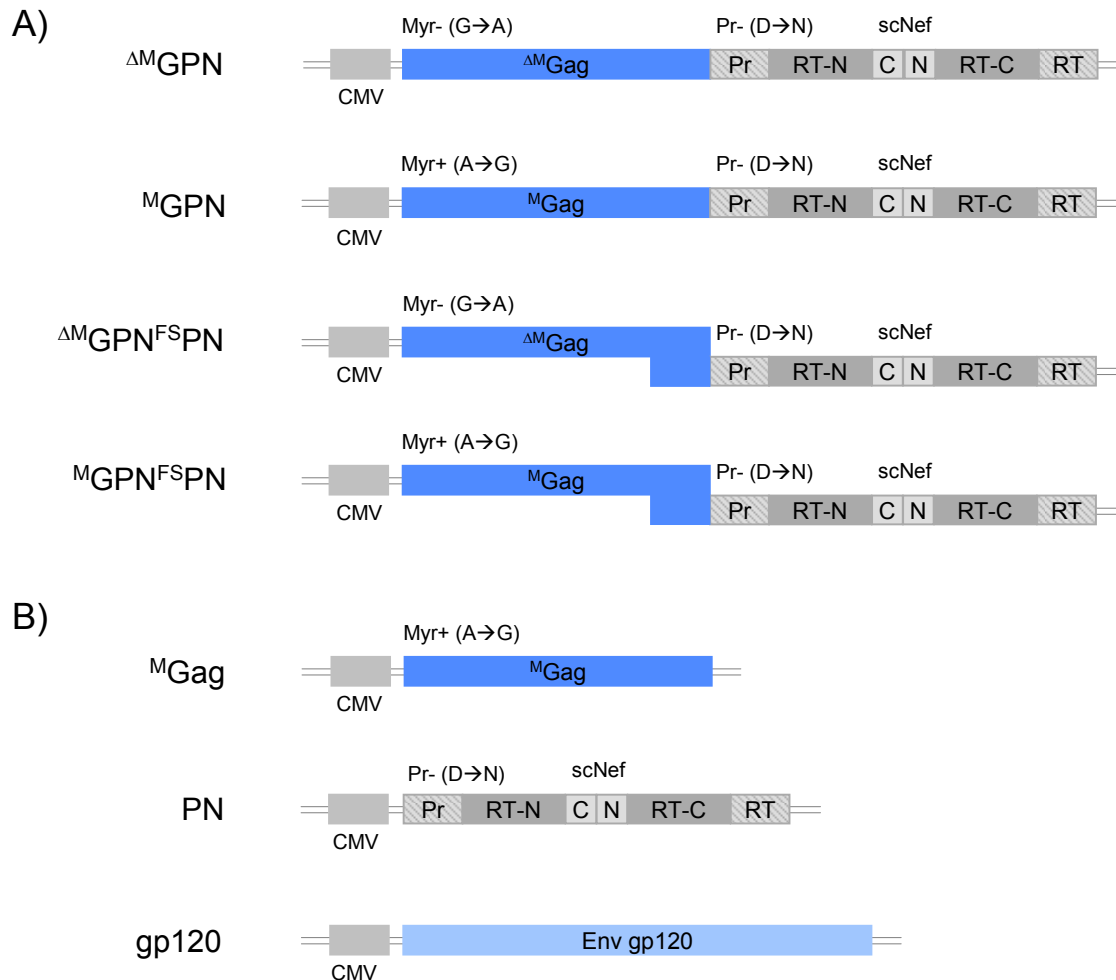 A)
Myr- (G→A) Pr- (D→N) scNef
ΔMGPN ΔMGag Pr RT-N C N RT-C RT
CMV
Myr+ (A→G) Pr- (D→N) scNef
MGPN MGag Pr RT-N C N RT-C RT
CMV
Myr- (G→A)
ΔMGPNFSPN ΔMGag Pr- (D→N) scNef
CMV Pr RT-N C N RT-C RT
Myr+ (A→G)
MGPNFSPN MGag Pr- (D→N) scNef
CMV Pr RT-N C N RT-C RT
B)
Myr+ (A→G)
MGag MGag
CMV
Pr- (D→N) scNef
PN Pr RT-N C N RT-C RT
CMV
gp120 Env gp120
CMV